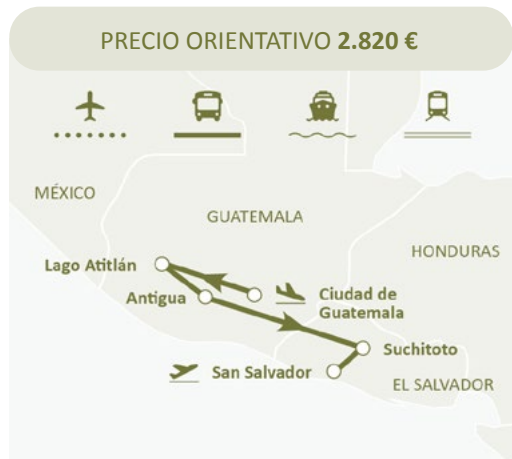 PRECIO ORIENTATIVO 2.820 €
MÉXICO
GUATEMALA
HONDURAS
Lago Atitlán
Antigua
Ciudad de
Guatemala
Suchitoto
San Salvador
EL SALVADOR